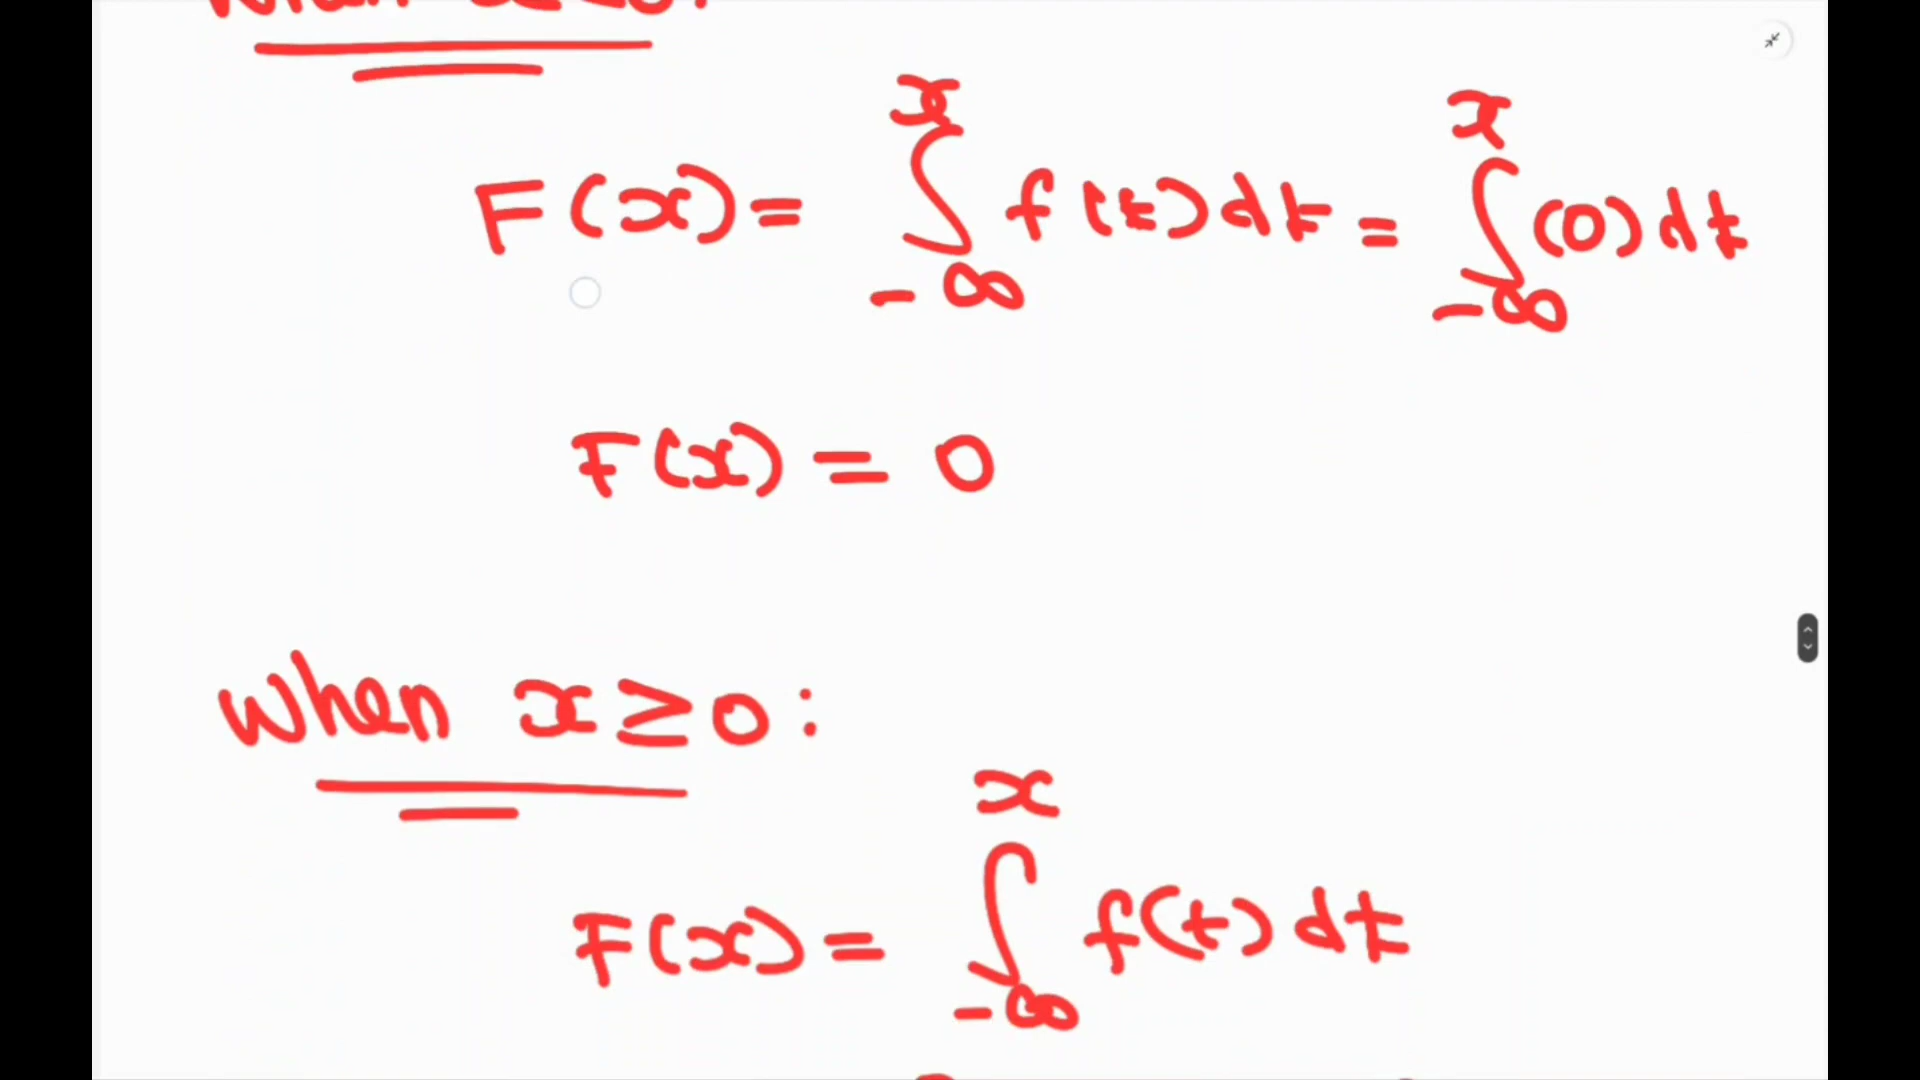 F(x) = ∫_{-∞}^{x} f(t)dt = ∫_{-∞}^{x} (0)dt
F(x) = 0
When x≥0:
F(x) = ∫_{-∞}^{x} f(t)dt